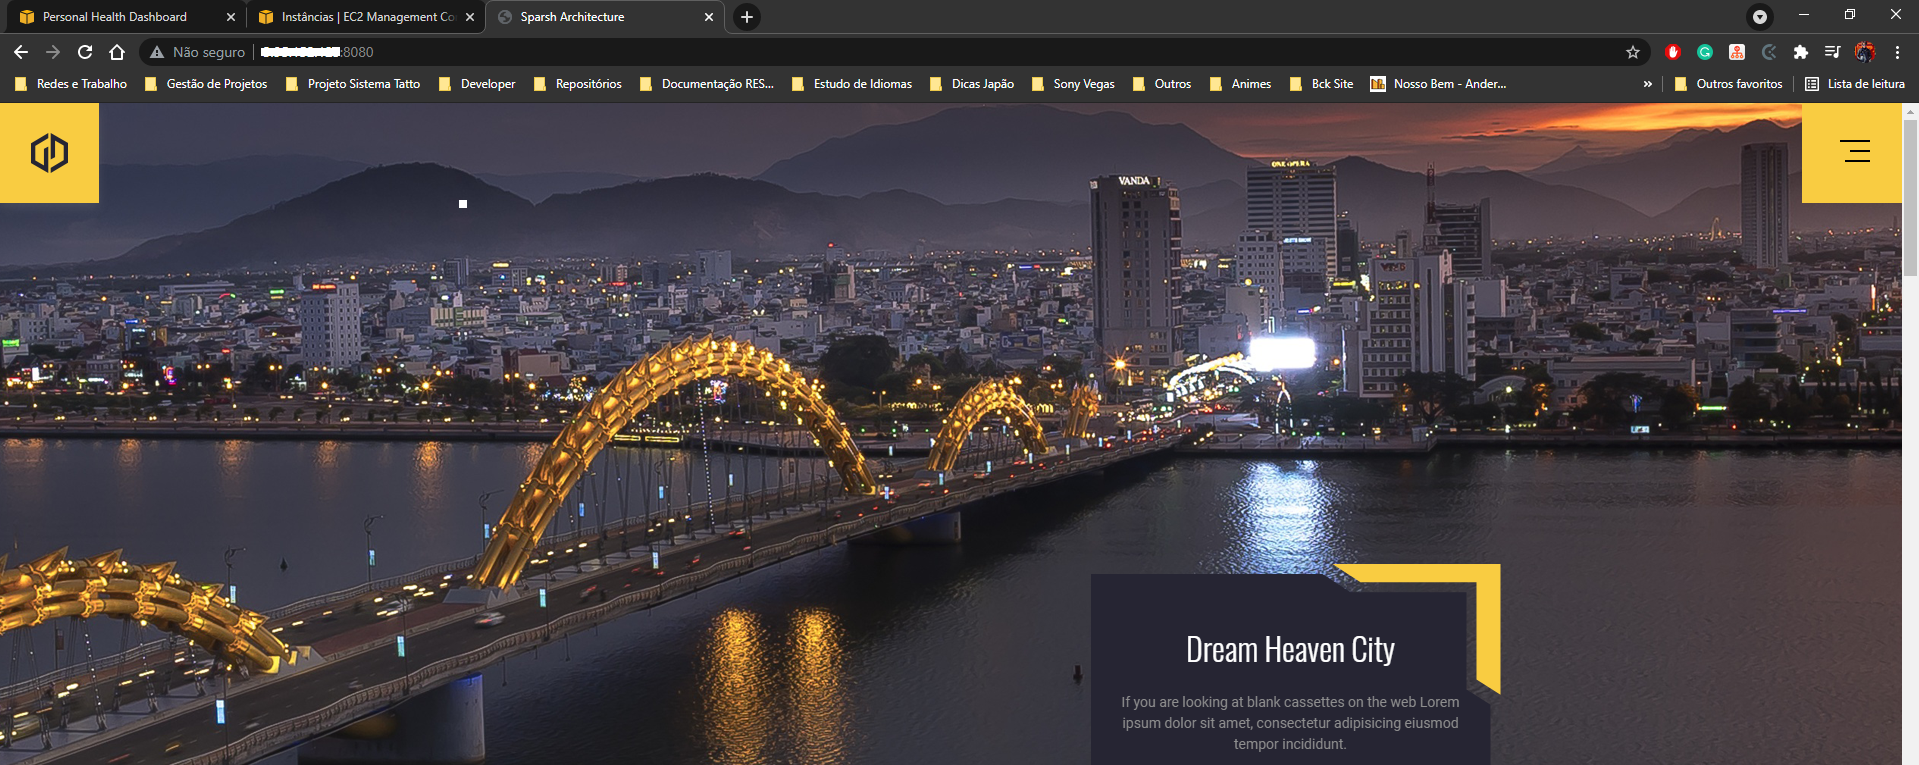 Personal Health Dashboard
Instâncias | EC2 Management Co
Sparsh Architecture
Não seguro
:8080
Redes e Trabalho
Gestão de Projetos
Projeto Sistema Tatto
Developer
Repositórios
Documentação RES...
Estudo de Idiomas
Dicas Japão
Sony Vegas
Outros
Animes
Bck Site
Nosso Bem - Ander...
»
Outros favoritos
Lista de leitura
ONE OPERA
VANDA
Dream Heaven City
If you are looking at blank cassettes on the web Lorem
ipsum dolor sit amet, consectetur adipisicing eiusmod
tempor incididunt.